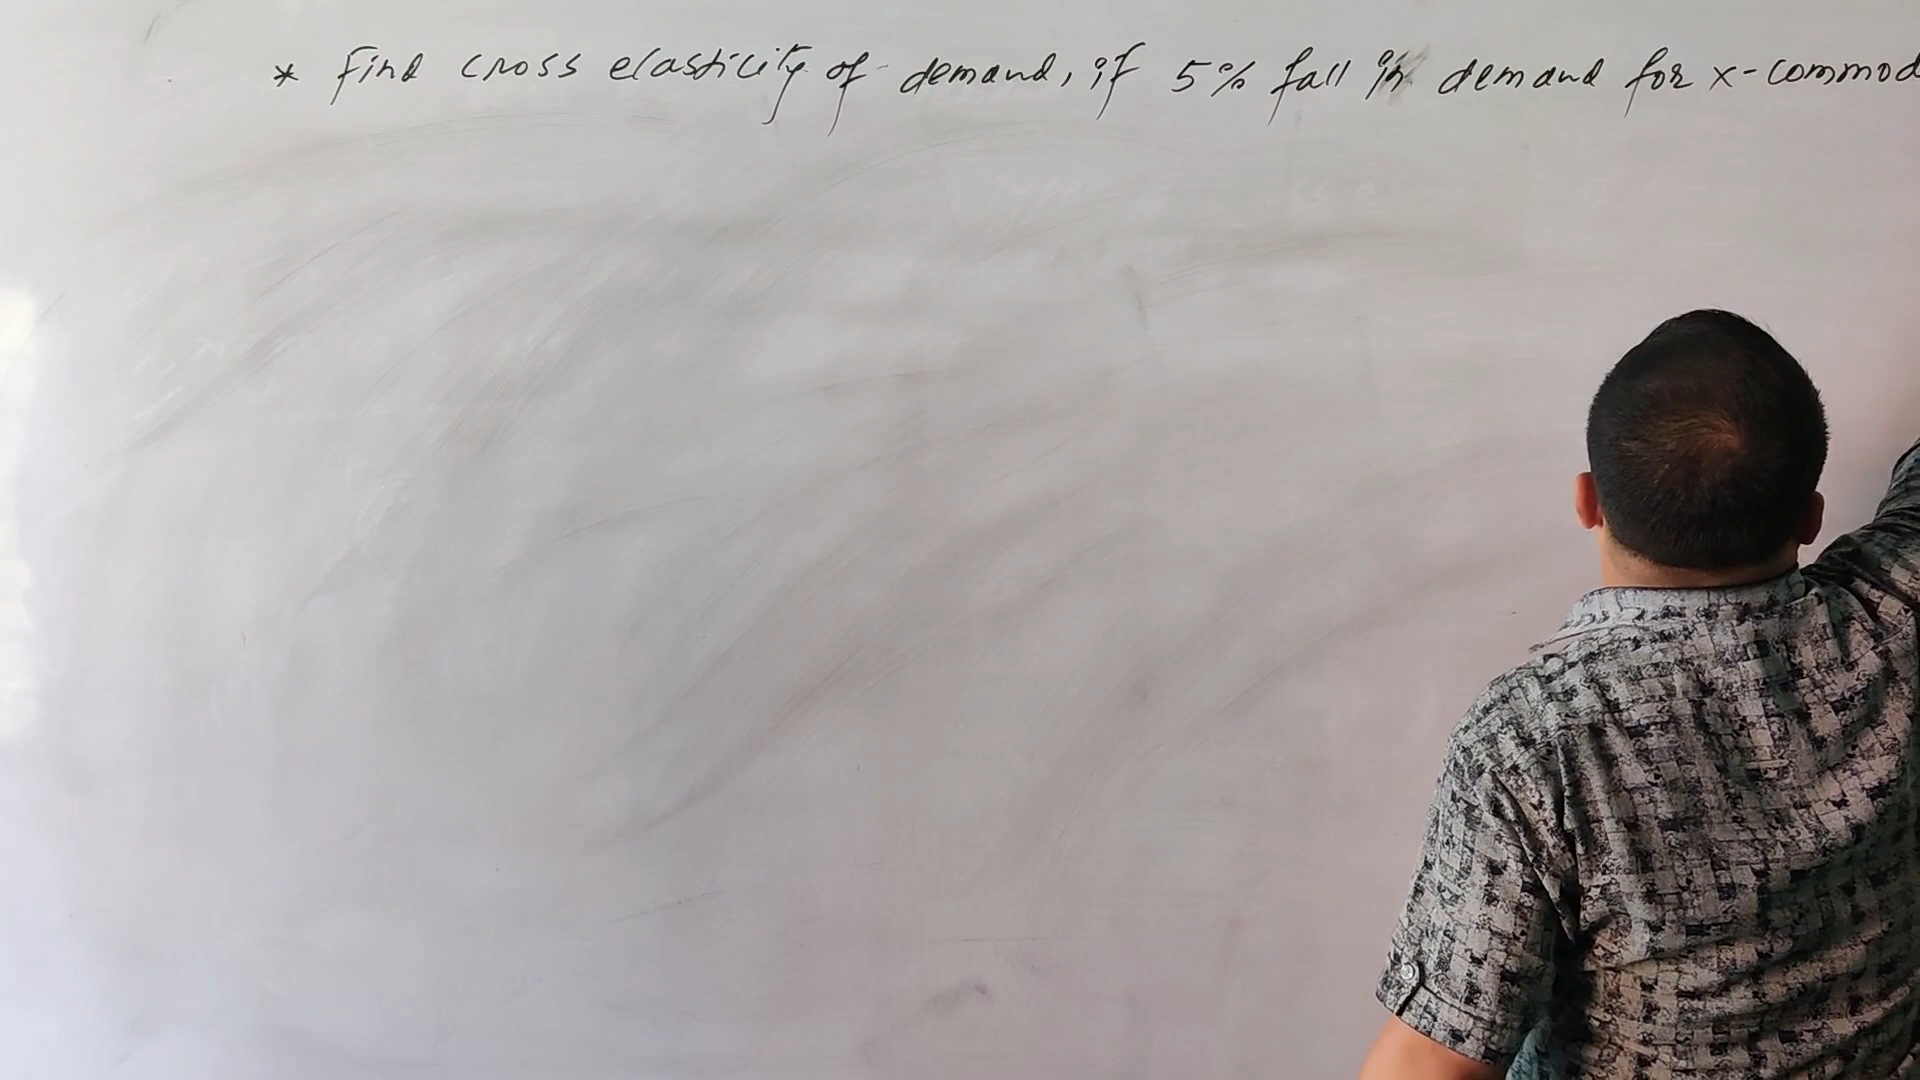 * Find cross elasticity of demand, if 5% fall in demand for x-commod